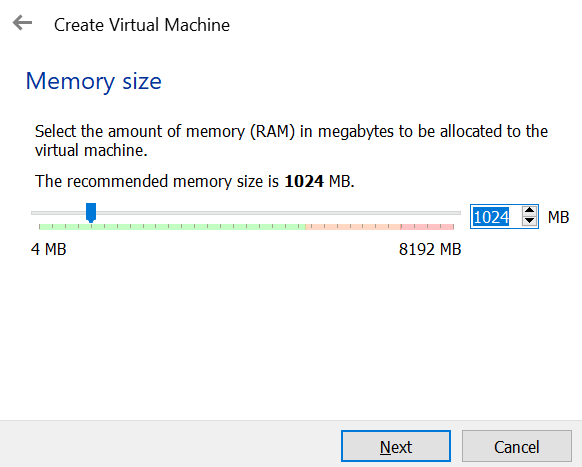 Create Virtual Machine
Memory size
Select the amount of memory (RAM) in megabytes to be allocated to the
virtual machine.
The recommended memory size is 1024 MB.
1024 MB
4 MB 8192 MB
Next Cancel